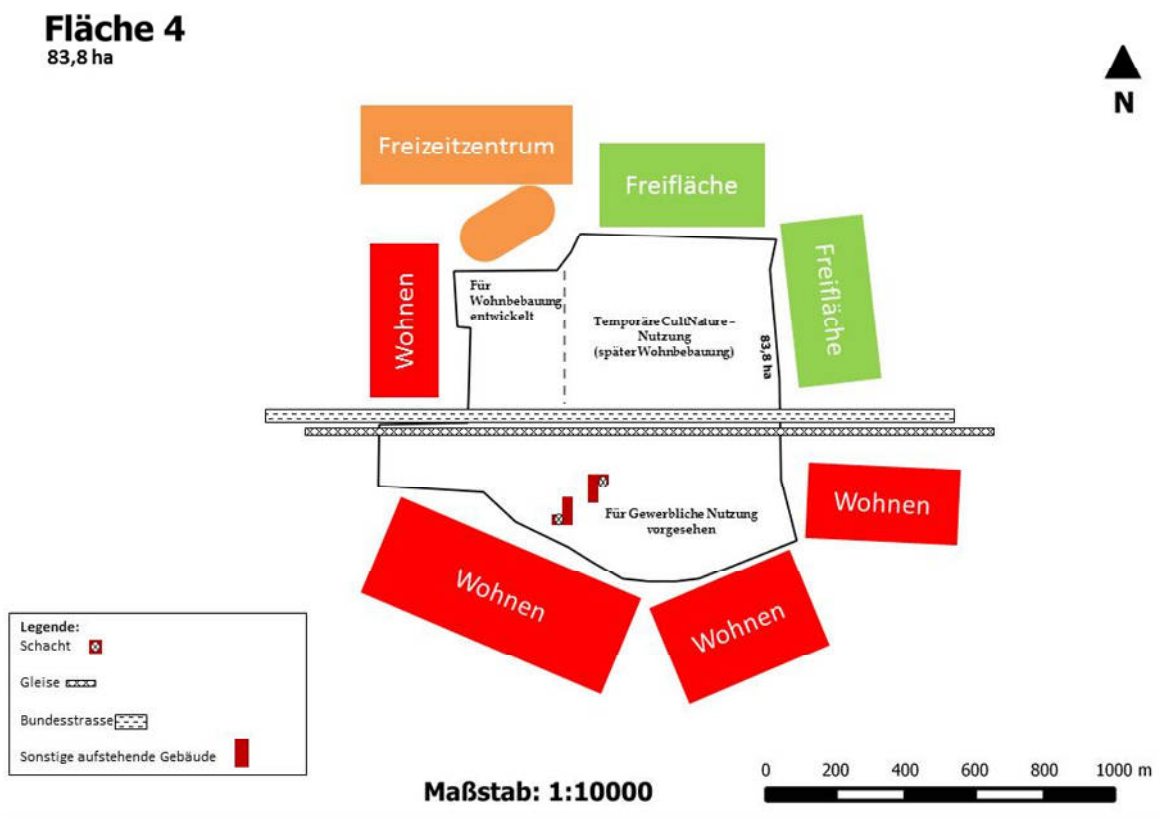 Fläche 4
83,8 ha
N
Freizeitzentrum
Freifläche
Freifläche
Wohnen
Für
Wohnbebauung
entwickelt
Temporäre CultNature –
Nutzung
(später Wohnbebauung)
83,8 ha
Für Gewerbliche Nutzung
vorgesehen
Wohnen
Wohnen
Wohnen
Legende:
Schacht
Gleise
Bundesstrasse
Sonstige aufstehende Gebäude
Maßstab: 1:10000
0 200 400 600 800 1000 m